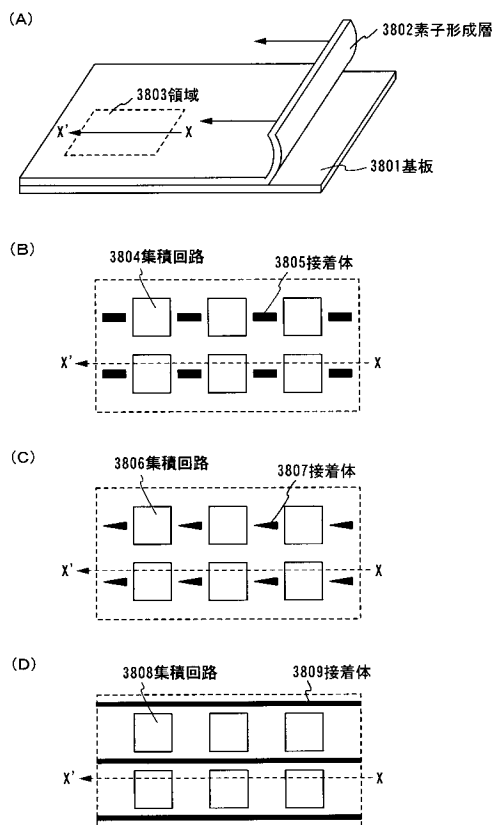 (A)
3802素子形成層
3803領域
X'
X
3801基板
(B)
3804集積回路
3805接着体
X'
X
(C)
3806集積回路
3807接着体
X'
X
(D)
3808集積回路
3809接着体
X'
X